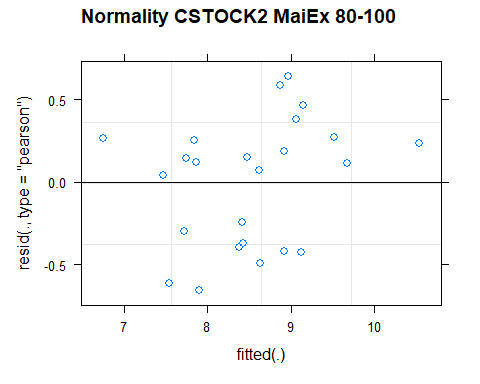 Normality CSTOCK2 MaiEx 80-100
resid(., type = "pearson")
0.5
0.0
-0.5
7 8 9 10
fitted(.)